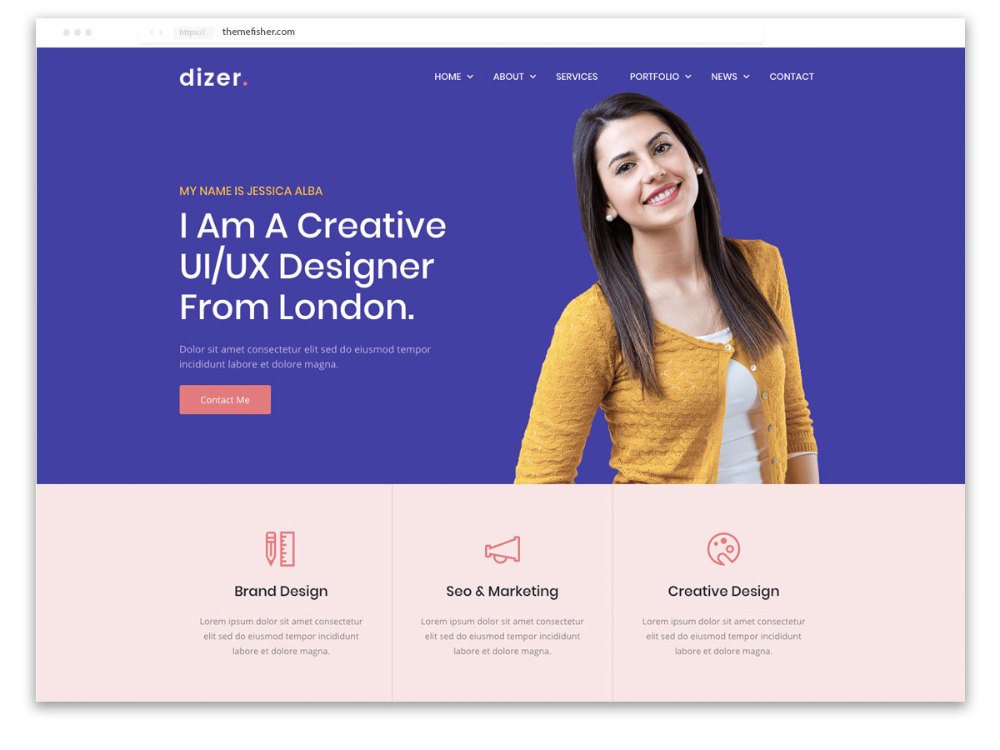 https://
themefisher.com
dizer.
HOME ABOUT SERVICES PORTFOLIO NEWS CONTACT
MY NAME IS JESSICA ALBA
I Am A Creative
UI/UX Designer
From London.
Dolor sit amet consectetur elit sed do eiusmod tempor
incididunt labore et dolore magna.
Contact Me
Brand Design
Lorem ipsum dolor sit amet consectetur
elit sed do eiusmod tempor incididunt
labore et dolore magna.
Seo & Marketing
Lorem ipsum dolor sit amet consectetur
elit sed do eiusmod tempor incididunt
labore et dolore magna.
Creative Design
Lorem ipsum dolor sit amet consectetur
elit sed do eiusmod tempor incididunt
labore et dolore magna.